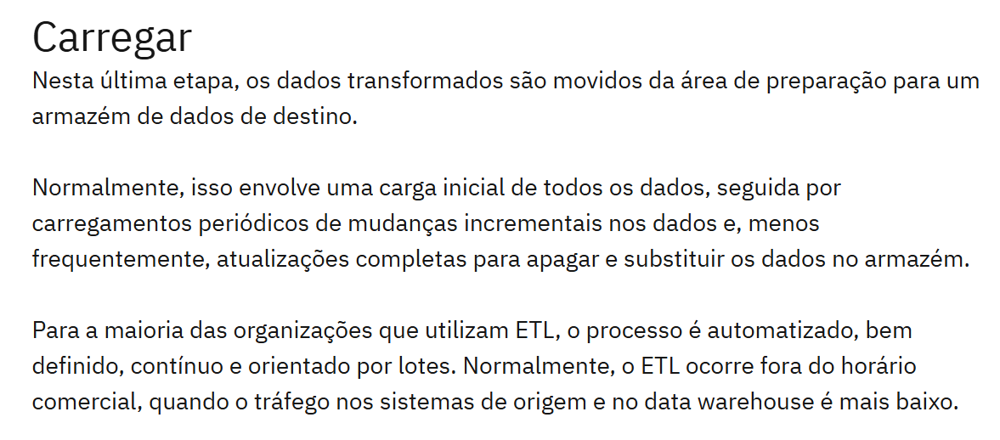 Carregar
Nesta última etapa, os dados transformados são movidos da área de preparação para um
armazém de dados de destino.
Normalmente, isso envolve uma carga inicial de todos os dados, seguida por
carregamentos periódicos de mudanças incrementais nos dados e, menos
frequentemente, atualizações completas para apagar e substituir os dados no armazém.
Para a maioria das organizações que utilizam ETL, o processo é automatizado, bem
definido, contínuo e orientado por lotes. Normalmente, o ETL ocorre fora do horário
comercial, quando o tráfego nos sistemas de origem e no data warehouse é mais baixo.